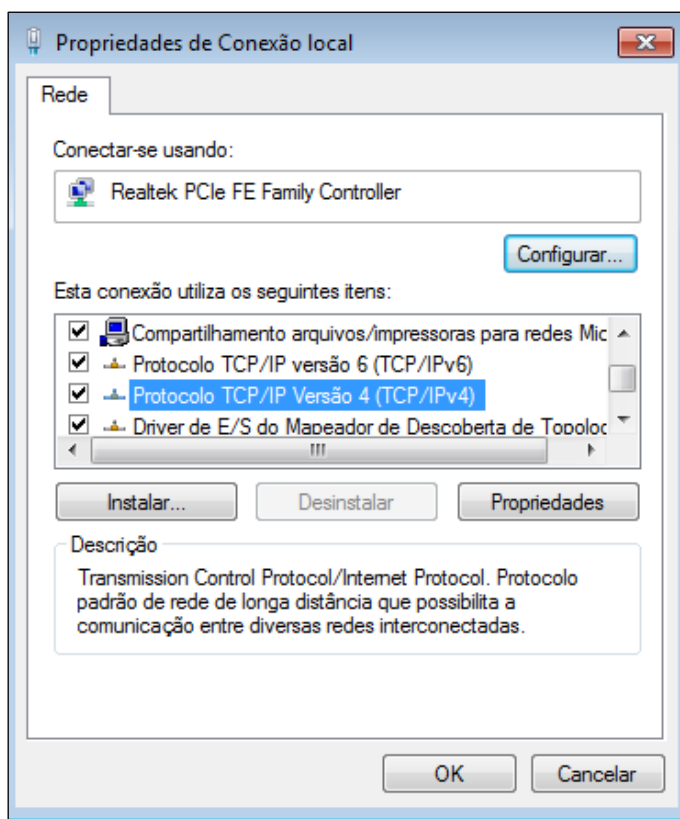 Propriedades de Conexão local
Rede
Conectar-se usando:
Realtek PCIe FE Family Controller
Configurar...
Esta conexão utiliza os seguintes itens:
Compartilhamento arquivos/impressoras para redes Mic
Protocolo TCP/IP versão 6 (TCP/IPv6)
Protocolo TCP/IP Versão 4 (TCP/IPv4)
Driver de E/S do Mapeador de Descoberta de Topoloc
Instalar...
Desinstalar
Propriedades
Descrição
Transmission Control Protocol/Internet Protocol. Protocolo
padrão de rede de longa distância que possibilita a
comunicação entre diversas redes interconectadas.
OK
Cancelar